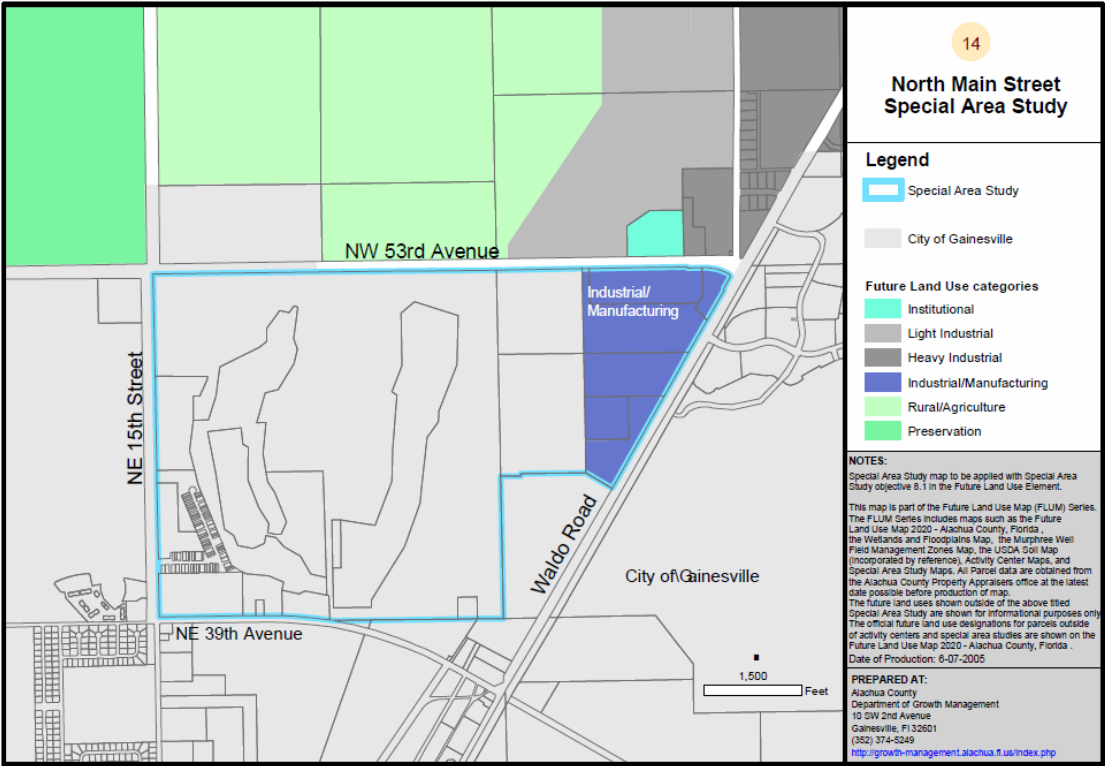 14
North Main Street
Special Area Study
Legend
Special Area Study
City of Gainesville
Future Land Use categories
Institutional
Light Industrial
Heavy Industrial
Industrial/Manufacturing
Rural/Agriculture
Preservation
NOTES:
Special Area Study map to be applied with Special Area
Study objective 8.1 in the Future Land Use Element.
This map is part of the Future Land Use Map (FLUM) Series.
The FLUM Series includes maps such as the Future
Land Use Map 2020 - Alachua County, Florida ,
the Wetlands and Floodplains Map, the Murphree Well
Field Management Zones Map, the USDA Soil Map
(incorporated by reference), Activity Center Maps, and
Special Area Study Maps. All Parcel data are obtained from
the Alachua County Property Appraisers office at the latest
date possible before production of map.
The future land uses shown outside of the above titled
Special Area Study are shown for informational purposes only
The official future land use designations for parcels outside
of activity centers and special area studies are shown on the
Future Land Use Map 2020 - Alachua County, Florida .
Date of Production: 6-07-2005
PREPARED AT:
Alachua County
Department of Growth Management
10 SW 2nd Avenue
Gainesville, Fl 32601
(352) 374-5249
http://growth-management.alachua.fl.us/index.php
NW 53rd Avenue
Industrial/
Manufacturing
NE 15th Street
Waldo Road
City of Gainesville
NE 39th Avenue
1,500
Feet